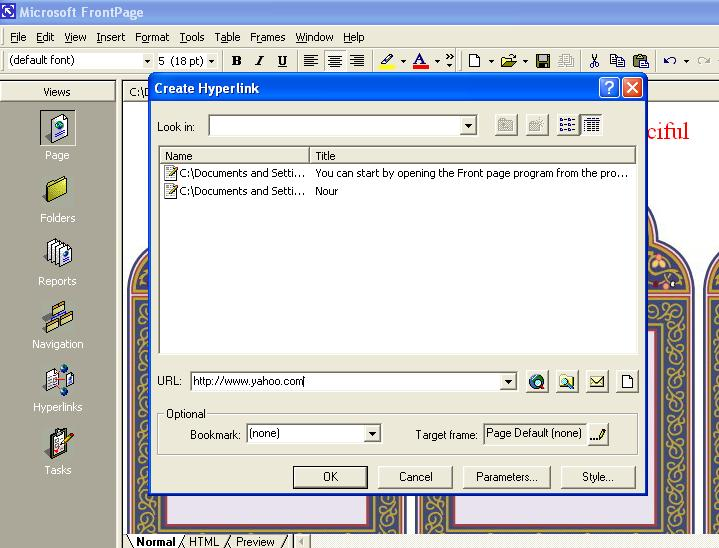 Microsoft FrontPage
File Edit View Insert Format Tools Table Frames Window Help
(default font) 5 (18 pt) B I U A
Views C:\D
Page
Folders
Reports
Navigation
Hyperlinks
Tasks
ciful
Create Hyperlink
Look in:
Name Title
C:\Documents and Setti... You can start by opening the Front page program from the pro...
C:\Documents and Setti... Nour
URL: http://www.yahoo.com
Optional
Bookmark: (none) Target frame: Page Default (none)
OK Cancel Parameters... Style...
Normal HTML Preview